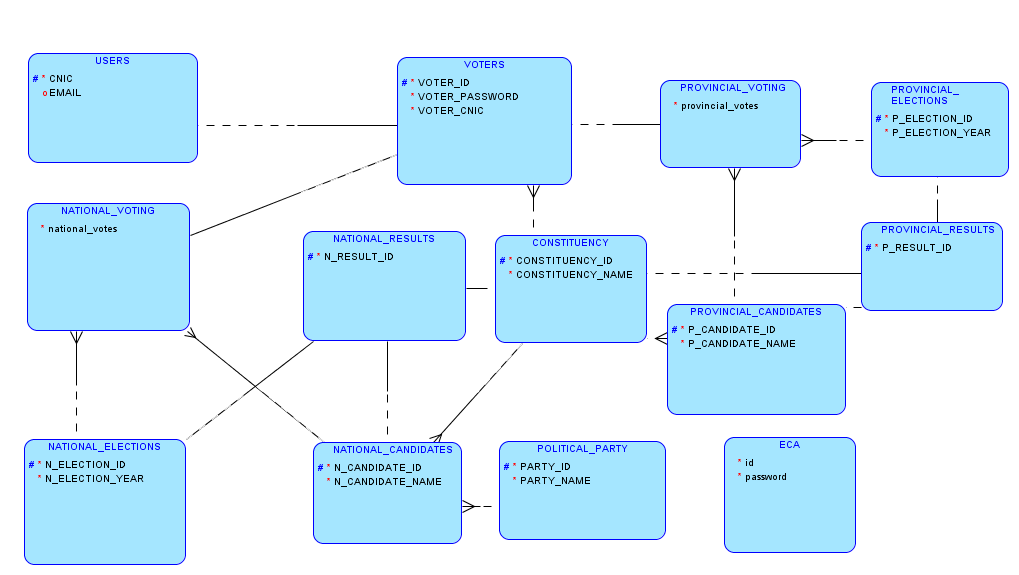 USERS
# * CNIC
o EMAIL
VOTERS
# * VOTER_ID
* VOTER_PASSWORD
* VOTER_CNIC
PROVINCIAL_VOTING
* provincial_votes
PROVINCIAL_
ELECTIONS
# * P_ELECTION_ID
* P_ELECTION_YEAR
NATIONAL_VOTING
* national_votes
NATIONAL_RESULTS
# * N_RESULT_ID
CONSTITUENCY
# * CONSTITUENCY_ID
* CONSTITUENCY_NAME
PROVINCIAL_RESULTS
# * P_RESULT_ID
PROVINCIAL_CANDIDATES
# * P_CANDIDATE_ID
* P_CANDIDATE_NAME
NATIONAL_ELECTIONS
# * N_ELECTION_ID
* N_ELECTION_YEAR
NATIONAL_CANDIDATES
# * N_CANDIDATE_ID
* N_CANDIDATE_NAME
POLITICAL_PARTY
# * PARTY_ID
* PARTY_NAME
ECA
* id
* password